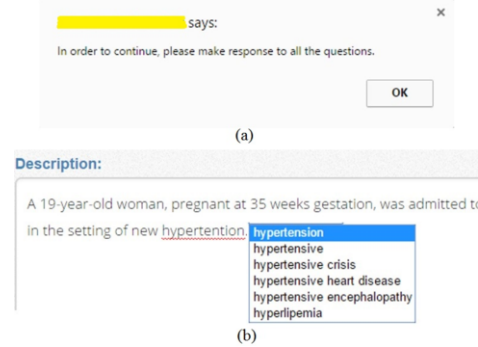 says:
In order to continue, please make response to all the questions.
OK
(a)
Description:
A 19-year-old woman, pregnant at 35 weeks gestation, was admitted to
in the setting of new hypertention.
hypertension
hypertensive
hypertensive crisis
hypertensive heart disease
hypertensive encephalopathy
hyperlipemia
(b)